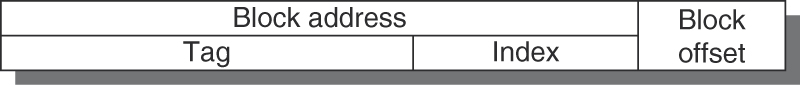 Block address
Tag
Index
Block
offset